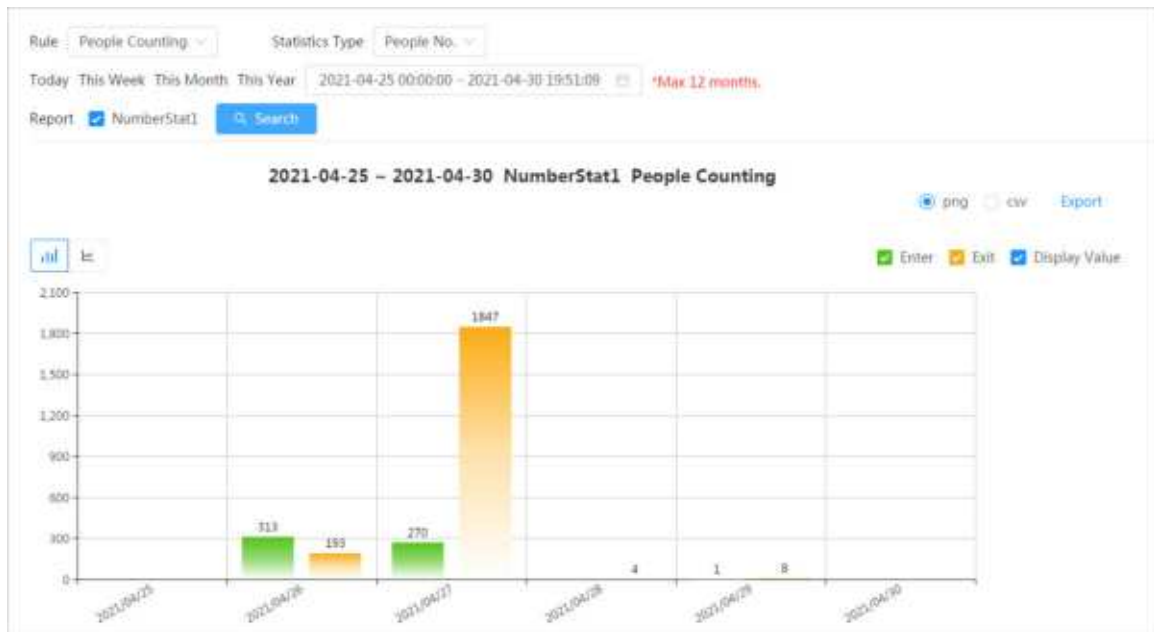 Rule People Counting Statistics Type People No.
Today This Week This Month This Year 2021-04-25 00:00:00 ~ 2021-04-30 19:51:09 *Max 12 months.
Report NumberStat1 Search
2021-04-25 ~ 2021-04-30 NumberStat1 People Counting
png csv Export
Enter Exit Display Value
2,100
1847
1,800
1,500
1,200
900
600
313
193
270
300
4
1
8
0
2021/04/25 2021/04/26 2021/04/27 2021/04/28 2021/04/29 2021/04/30